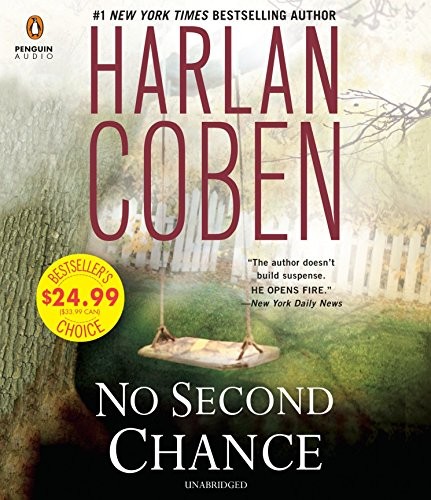 #1 NEW YORK TIMES BESTSELLING AUTHOR
PENGUIN
AUDIO
HARLAN
COBEN
"The author doesn't
build suspense.
HE OPENS FIRE."
—New York Daily News
BESTSELLER'S
$24.99
($33.99 CAN)
CHOICE
NO SECOND
CHANCE
UNABRIDGED